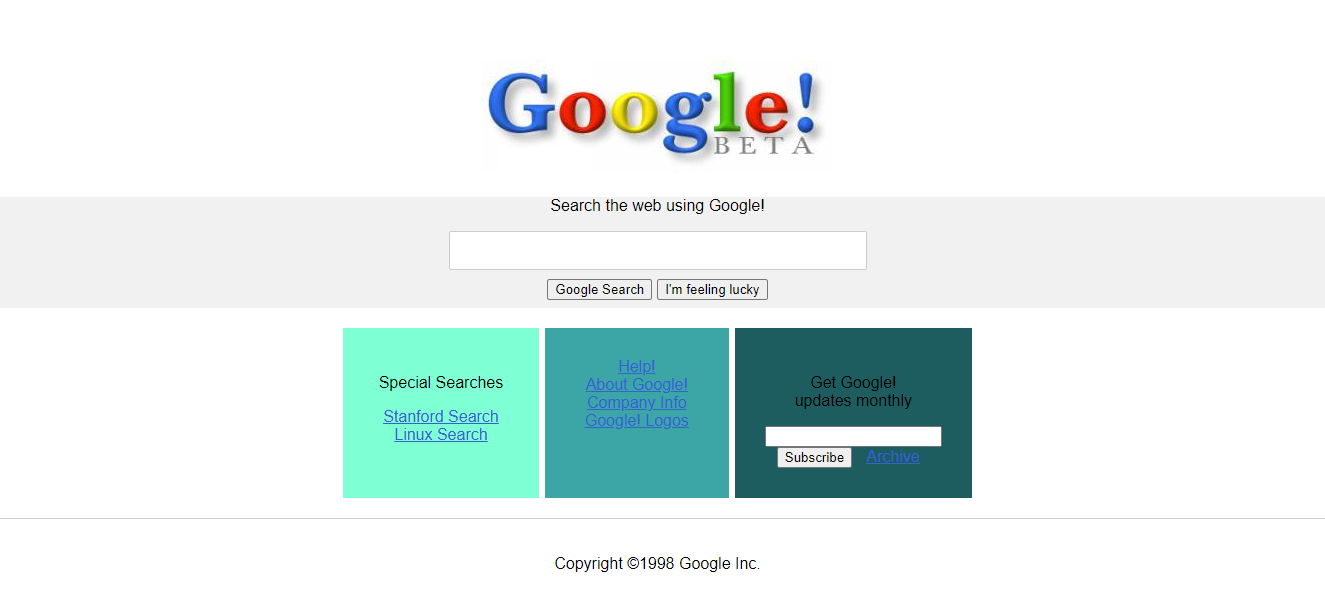 Google!
BETA
Search the web using Google!
Google Search
I'm feeling lucky
Special Searches
Stanford Search
Linux Search
Help!
About Google!
Company Info
Google! Logos
Get Google!
updates monthly
Subscribe
Archive
Copyright ©1998 Google Inc.